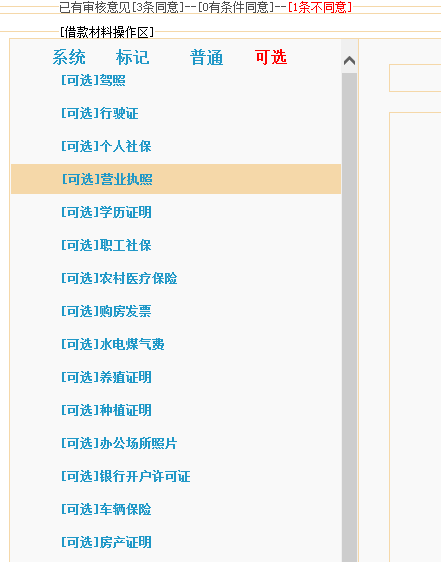 已有审核意见[3条同意]--[0有条件同意]--[1条不同意]
[借款材料操作区]
系统 标记 普通 可选
[可选]驾照
[可选]行驶证
[可选]个人社保
[可选]营业执照
[可选]学历证明
[可选]职工社保
[可选]农村医疗保险
[可选]购房发票
[可选]水电煤气费
[可选]养殖证明
[可选]种植证明
[可选]办公场所照片
[可选]银行开户许可证
[可选]车辆保险
[可选]房产证明